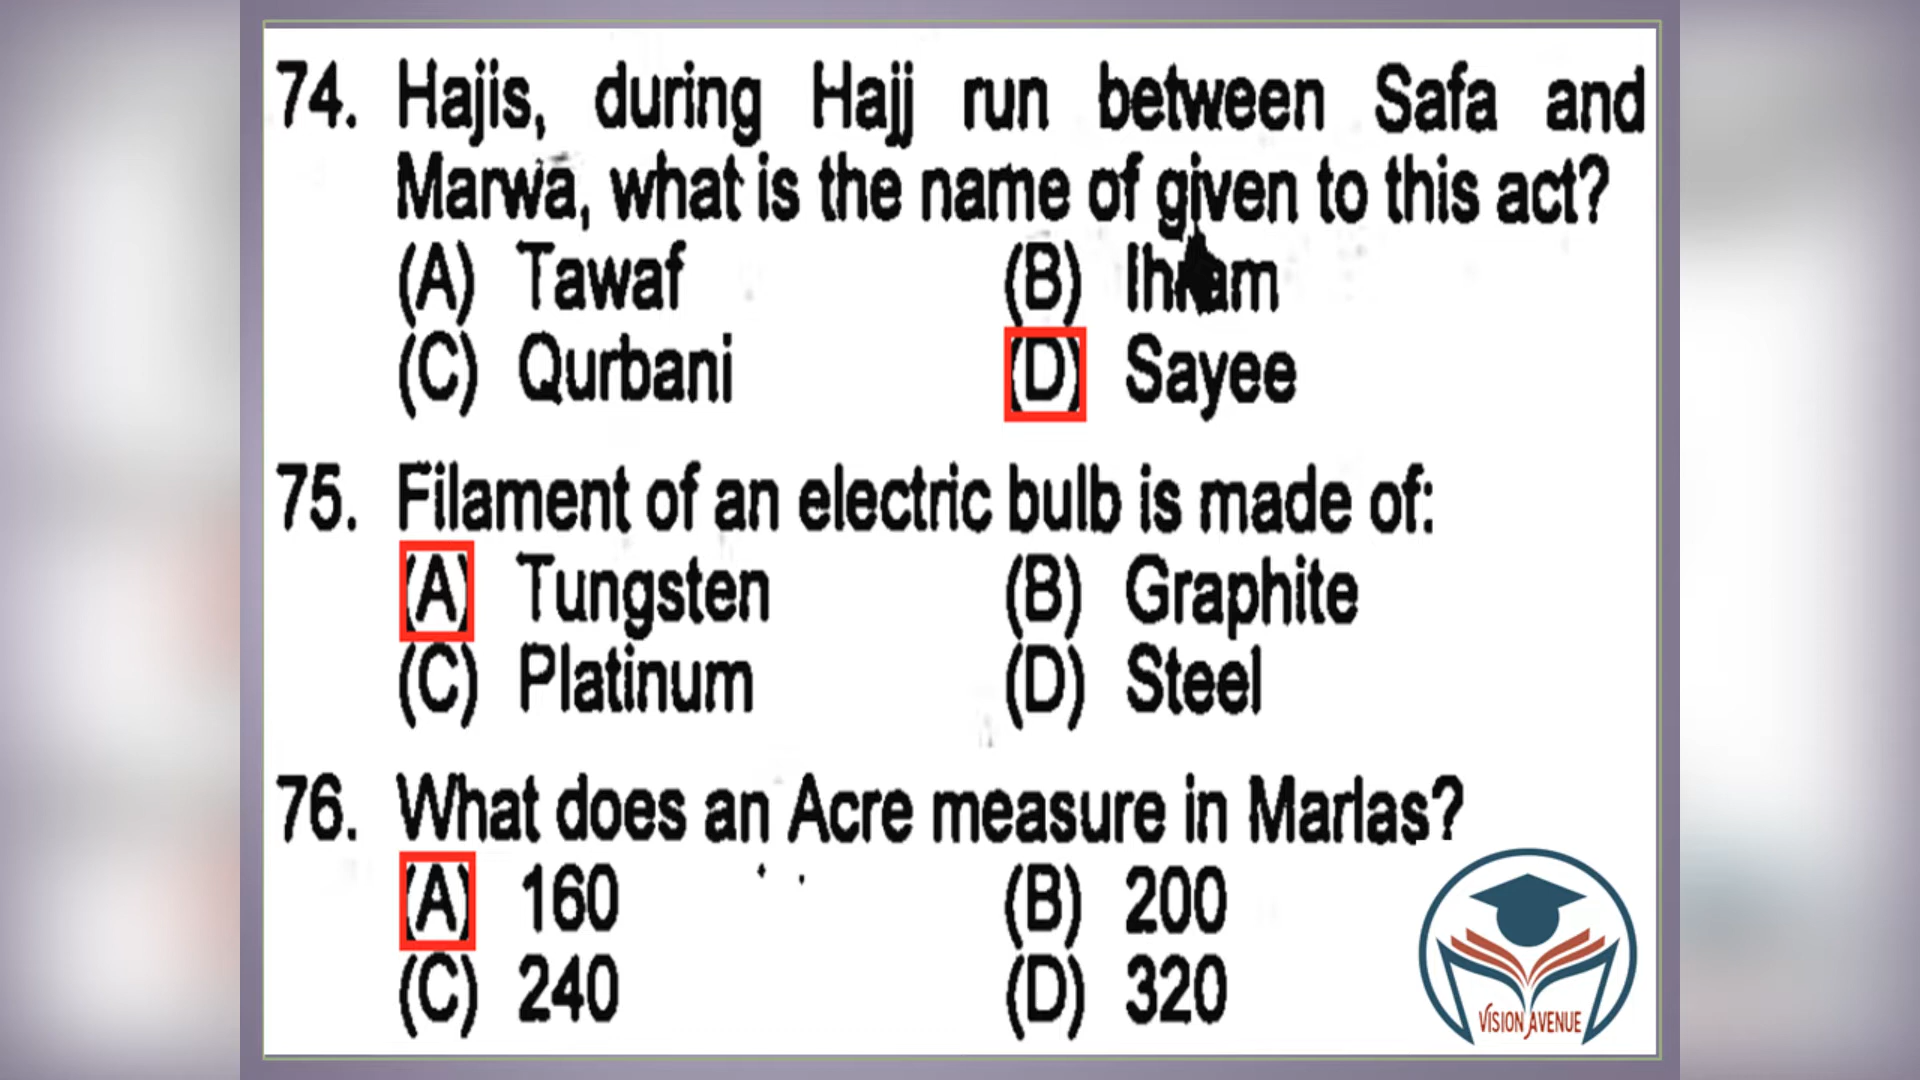 74. Hajis, during Hajj run between Safa and
Marwa, what is the name of given to this act?
(A) Tawaf (B) Ihram
(C) Qurbani (D) Sayee
75. Filament of an electric bulb is made of:
(A) Tungsten (B) Graphite
(C) Platinum (D) Steel
76. What does an Acre measure in Marlas?
(A) 160 (B) 200
(C) 240 (D) 320
VISION AVENUE